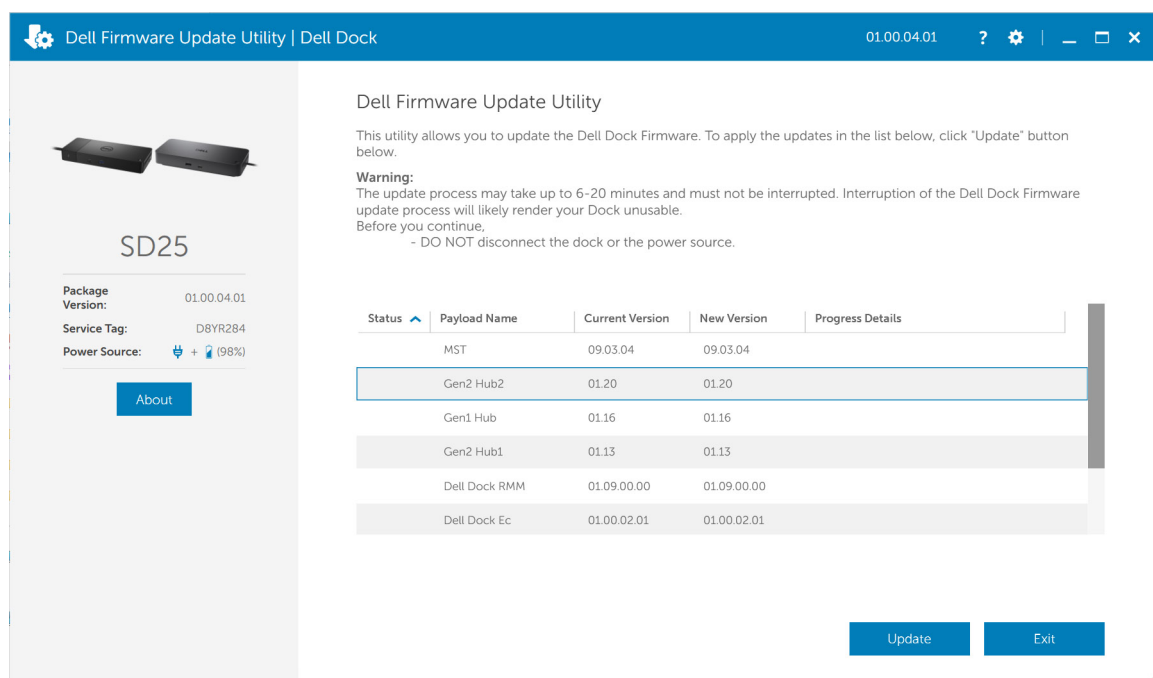 Dell Firmware Update Utility | Dell Dock
01.00.04.01
?
Dell Firmware Update Utility
This utility allows you to update the Dell Dock Firmware. To apply the updates in the list below, click "Update" button
below.
Warning:
The update process may take up to 6-20 minutes and must not be interrupted. Interruption of the Dell Dock Firmware
update process will likely render your Dock unusable.
Before you continue,
- DO NOT disconnect the dock or the power source.
SD25
Package
Version:
01.00.04.01
Service Tag: D8YR284
Power Source: + (98%)
About
Status Payload Name Current Version New Version Progress Details
MST 09.03.04 09.03.04
Gen2 Hub2 01.20 01.20
Gen1 Hub 01.16 01.16
Gen2 Hub1 01.13 01.13
Dell Dock RMM 01.09.00.00 01.09.00.00
Dell Dock Ec 01.00.02.01 01.00.02.01
Update Exit